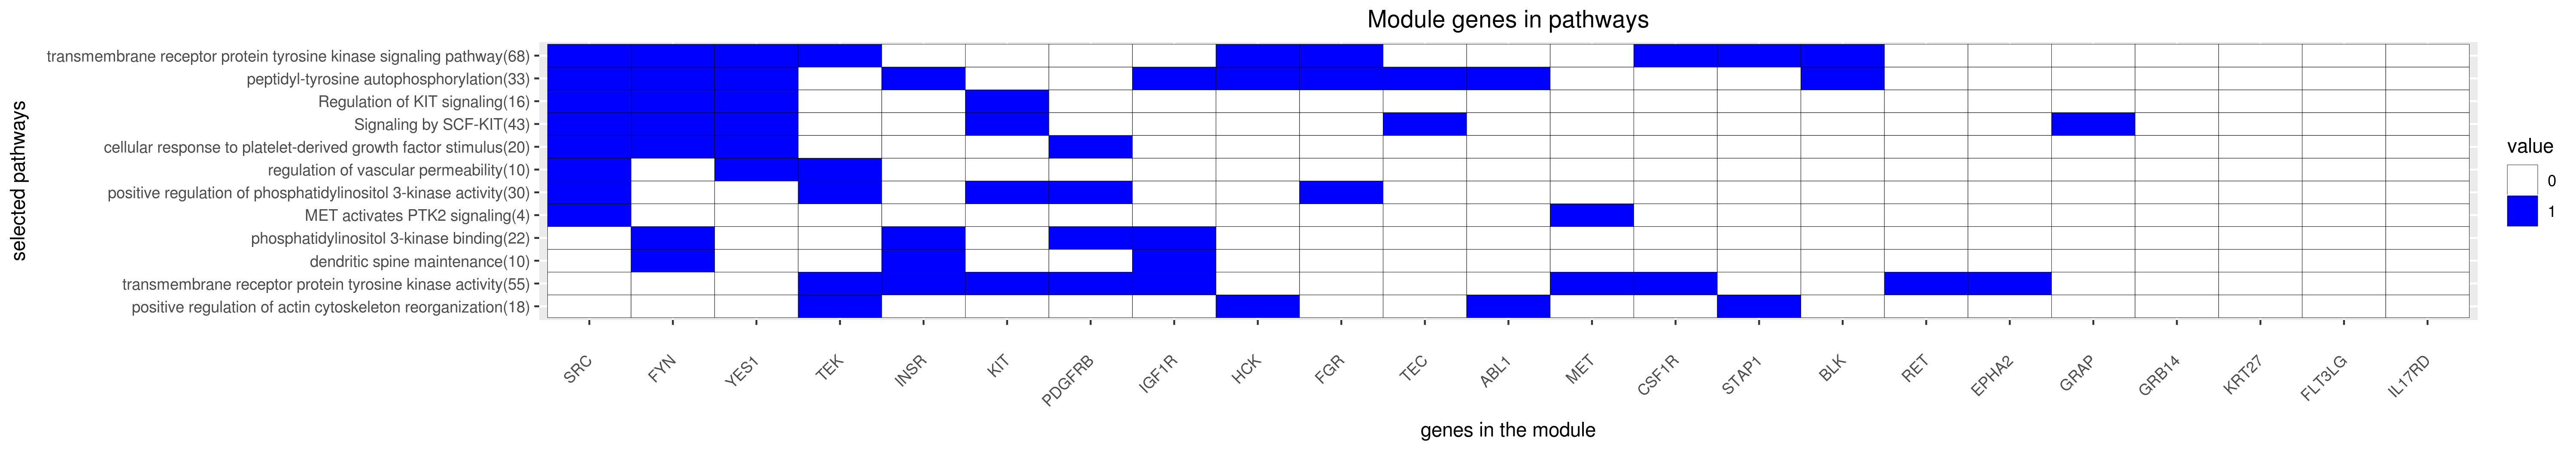 Module genes in pathways
selected pathways
transmembrane receptor protein tyrosine kinase signaling pathway(68)
peptidyl-tyrosine autophosphorylation(33)
Regulation of KIT signaling(16)
Signaling by SCF-KIT(43)
cellular response to platelet-derived growth factor stimulus(20)
regulation of vascular permeability(10)
positive regulation of phosphatidylinositol 3-kinase activity(30)
MET activates PTK2 signaling(4)
phosphatidylinositol 3-kinase binding(22)
dendritic spine maintenance(10)
transmembrane receptor protein tyrosine kinase activity(55)
positive regulation of actin cytoskeleton reorganization(18)
SRC
FYN
YES1
TEK
INSR
KIT
PDGFRB
IGF1R
HCK
FGR
TEC
ABL1
MET
CSF1R
STAP1
BLK
RET
EPHA2
GRAP
GRB14
KRT27
FLT3LG
IL17RD
genes in the module
value
0
1